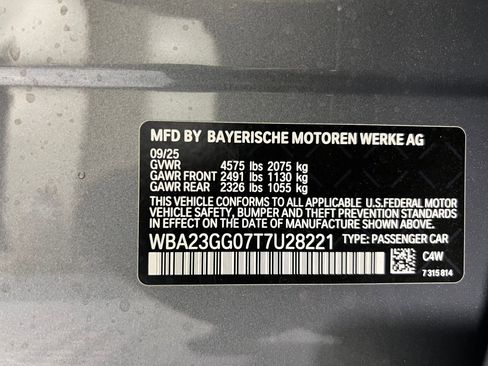 MFD BY BAYERISCHE MOTOREN WERKE AG
09/25
GVWR 4575 lbs 2075 kg
GAWR FRONT 2491 lbs 1130 kg
GAWR REAR 2326 lbs 1055 kg
THIS VEHICLE CONFORMS TO ALL APPLICABLE
U.S.FEDERAL MOTOR
VEHICLE SAFETY, BUMPER AND THEFT PREVENTION STANDARDS
IN EFFECT ON THE DATE OF MANUFACTURE SHOWN ABOVE.
WBA23GG07T7U28221 TYPE: PASSENGER CAR
C4W
7 315 814